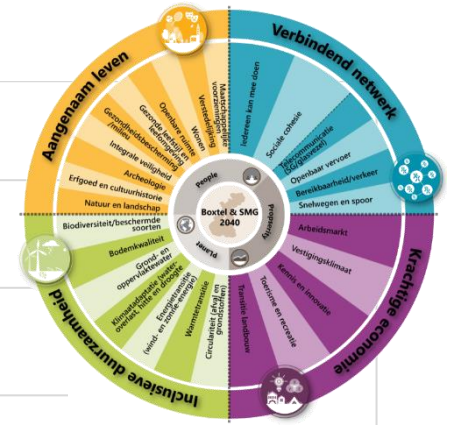 Aangenaam leven
Maatschappelijke
voorzieningen
Verstedelijking
Wonen
Openbare ruimte
Gezonde leefstijl en
leefomgeving
Gezondheidsbescherming
/milieu
Integrale veiligheid
Archeologie
Erfgoed en cultuurhistorie
Natuur en landschap
Verbindend netwerk
Iedereen kan mee doen
Sociale cohesie
Telecommunicatie
(5G/glasvezel)
Openbaar vervoer
Bereikbaarheid/verkeer
Snelwegen en spoor
Krachtige economie
Arbeidsmarkt
Vestigingsklimaat
Kennis en innovatie
Toerisme en recreatie
Transitie landbouw
Inclusieve duurzaamheid
Biodiversiteit/beschermde
soorten
Bodemkwaliteit
Grond- en
oppervlaktewater
Klimaatadaptatie (water-
overlast, hitte en droogte
Energietransitie
(wind- en zonne-energie)
Warmtetransitie
Circulariteit (afval en
grondstoffen)
People
Propserity
Planet
Boxtel & SMG
2040